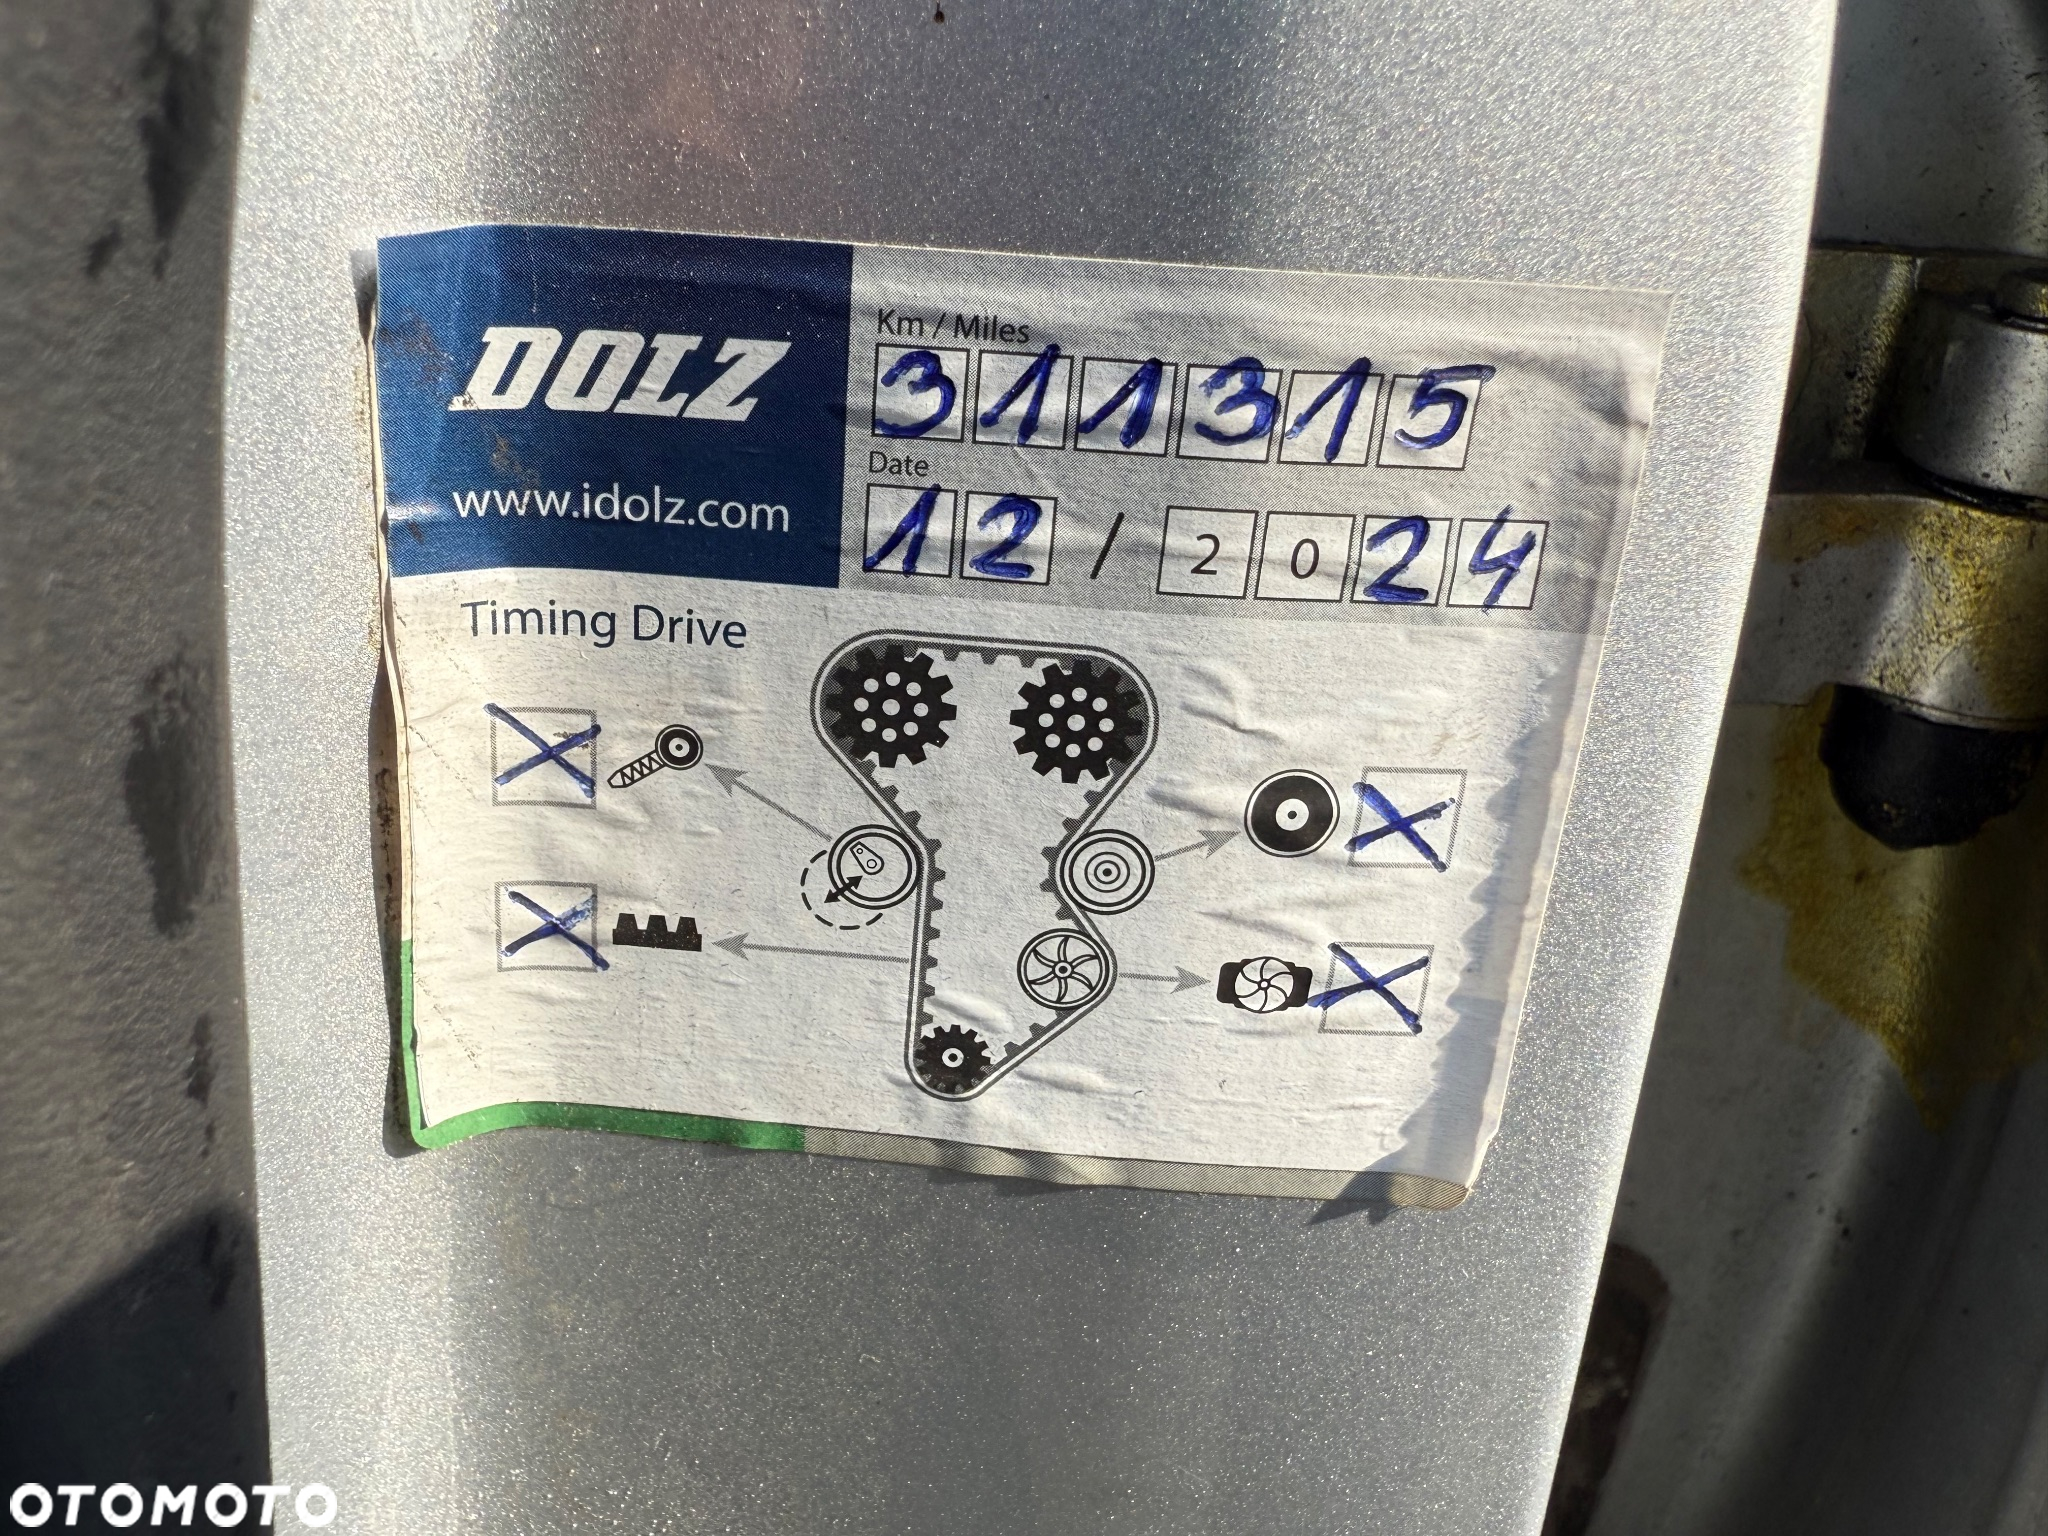 DOLZ
www.idolz.com
Km / Miles
311315
Date
12 / 2024
Timing Drive
OTOMOTO